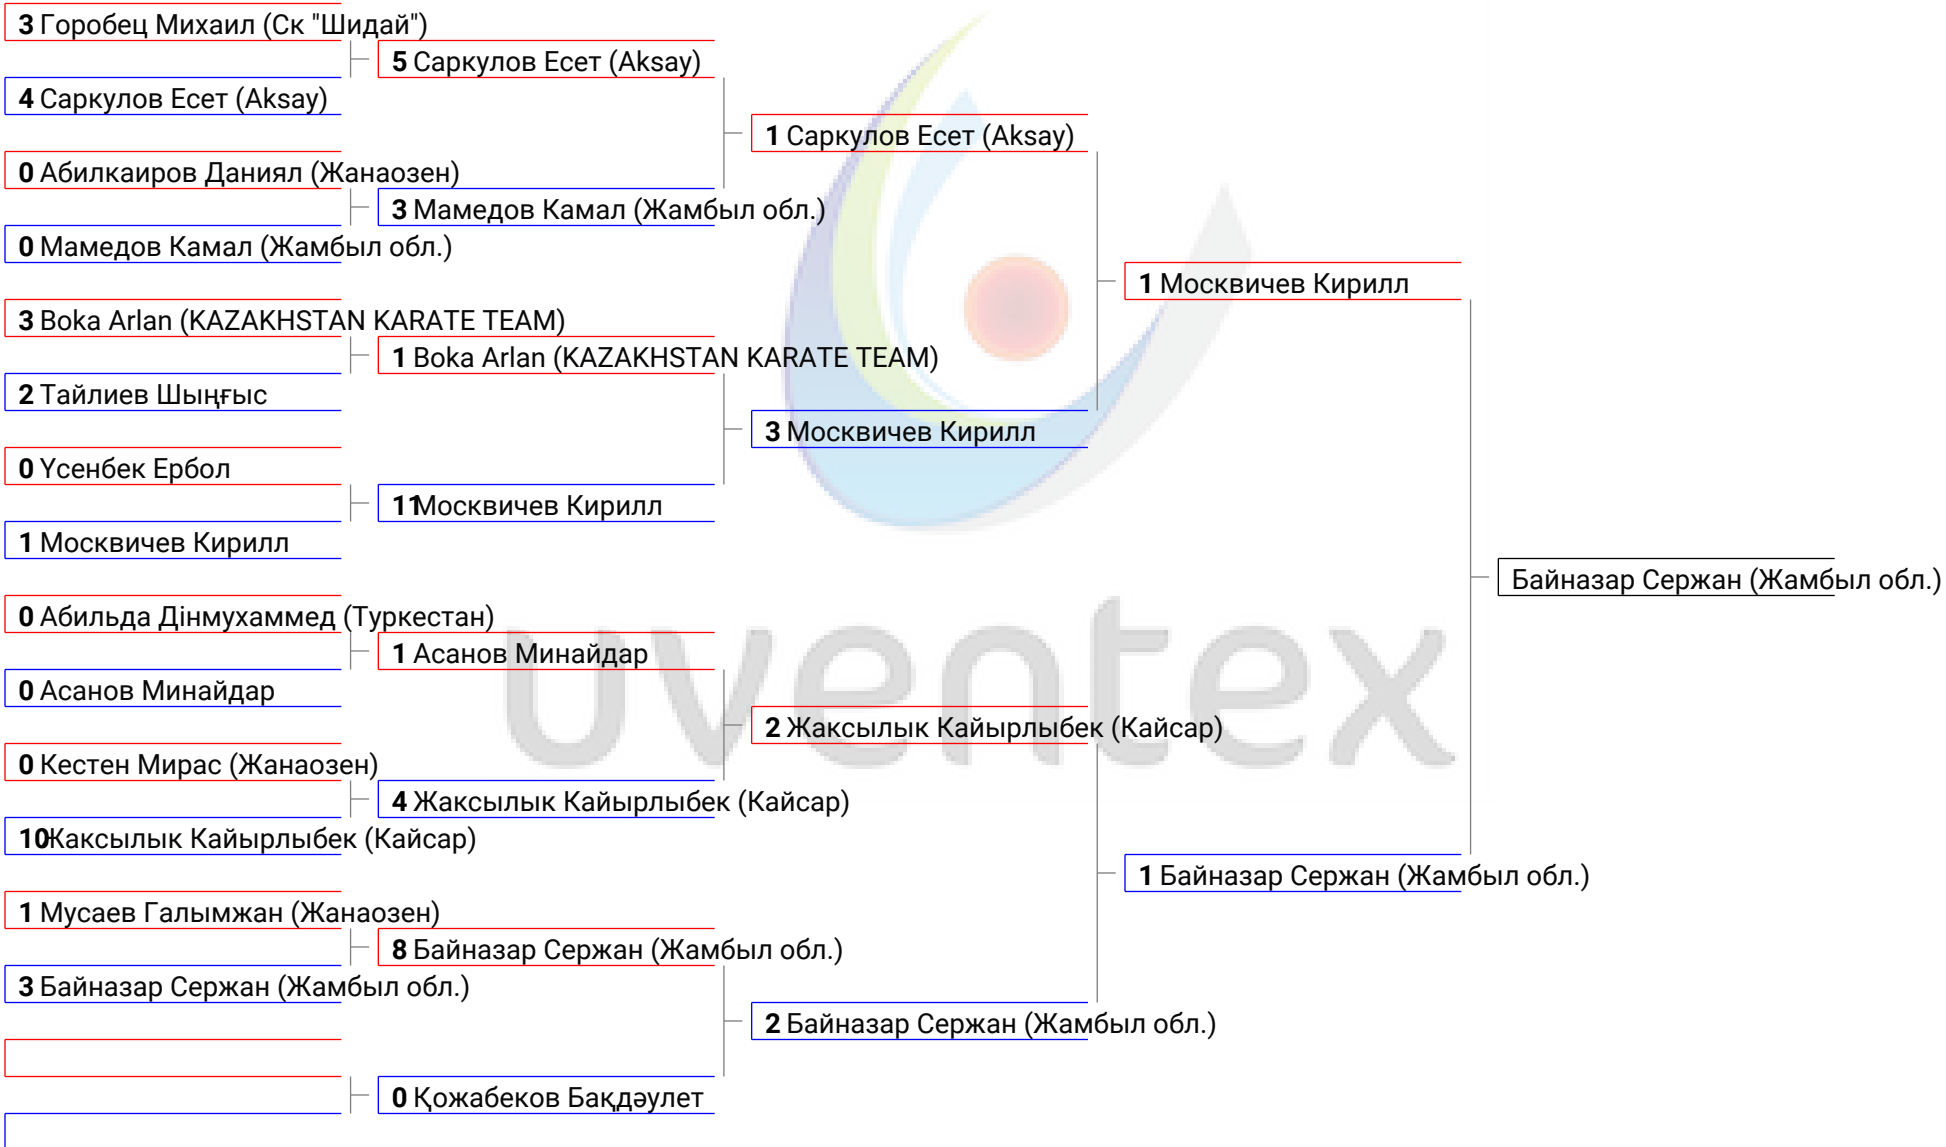 3 Горобец Михаил (Ск "Шидай")
5 Саркулов Есет (Aksay)
4 Саркулов Есет (Aksay)
1 Саркулов Есет (Aksay)
0 Абилкаиров Даниял (Жанаозен)
3 Мамедов Камал (Жамбыл обл.)
0 Мамедов Камал (Жамбыл обл.)
1 Москвичев Кирилл
3 Boka Arlan (KAZAKHSTAN KARATE TEAM)
1 Boka Arlan (KAZAKHSTAN KARATE TEAM)
2 Тайлиев Шыңғыс
3 Москвичев Кирилл
0 Үсенбек Ербол
11 Москвичев Кирилл
1 Москвичев Кирилл
Байназар Сержан (Жамбыл обл.)
0 Абильда Дінмухаммед (Туркестан)
1 Асанов Минайдар
0 Асанов Минайдар
uventex
2 Жаксылык Кайырлыбек (Кайсар)
0 Кестен Мирас (Жанаозен)
4 Жаксылык Кайырлыбек (Кайсар)
10 Жаксылык Кайырлыбек (Кайсар)
1 Байназар Сержан (Жамбыл обл.)
1 Мусаев Галымжан (Жанаозен)
8 Байназар Сержан (Жамбыл обл.)
3 Байназар Сержан (Жамбыл обл.)
2 Байназар Сержан (Жамбыл обл.)
0 Қожабеков Бақдәулет